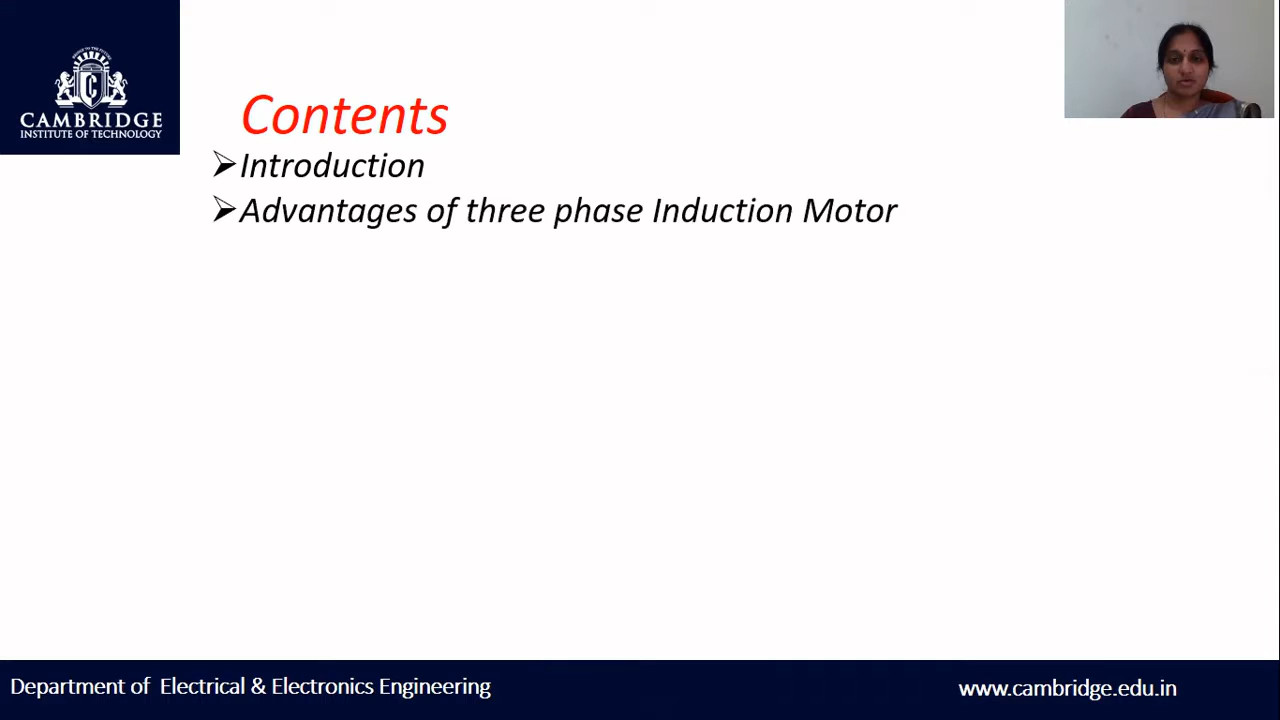 CAMBRIDGE
INSTITUTE OF TECHNOLOGY
Contents
Introduction
Advantages of three phase Induction Motor
Department of Electrical & Electronics Engineering
www.cambridge.edu.in